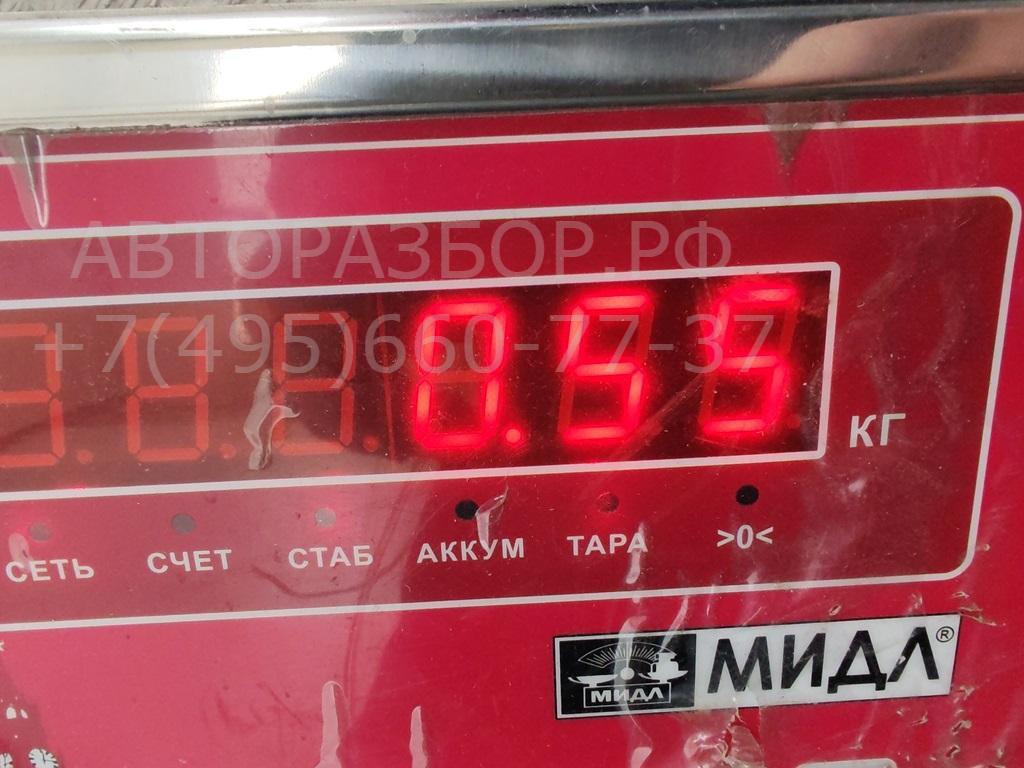 АВТОРАЗБОР.РФ
+7(495)660-77-37
0.55
КГ
СЕТЬ СЧЕТ СТАБ АККУМ ТАРА >0<
МИДЛ МИДЛ®